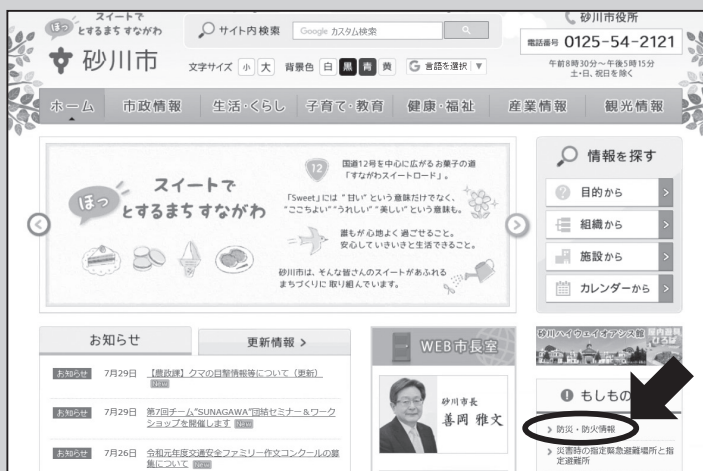 スイートで
ほっ とするまち すながわ
砂川市
サイト内検索 Google カスタム検索
文字サイズ 小 大 背景色 白 黒 青 黄 G 言語を選択 ▼
砂川市役所
電話番号 0125-54-2121
午前8時30分~午後5時15分
土・日、祝日を除く
ホーム 市政情報 生活・くらし 子育て・教育 健康・福祉 産業情報 観光情報
スイートで
ほっ とするまち すながわ
12
国道12号を中心に広がるお菓子の道
「すながわスイートロード」。
「Sweet」には "甘い" という意味だけでなく、
"ここちよい" "うれしい" "美しい" という意味も。
誰もが心地よく過ごせること。
安心していきいきと生活できること。
砂川市は、そんな皆さんのスイートがあふれる
まちづくりに取り組んでいます。
情報を探す
目的から
組織から
施設から
カレンダーから
お知らせ
更新情報
お知らせ 7月29日 【農政課】クマの目撃情報等について(更新)
New
お知らせ 7月29日 第7回チーム"SUNAGAWA"団結セミナー&ワーク
ショップを開催します New
お知らせ 7月26日 令和元年度交通安全ファミリー作文コンクールの募
集について New
WEB市長室
砂川市長
善岡 雅文
砂川ハイウェイオアシス館 屋内遊具
ひろば
もしもの
防災・防火情報
災害時の指定緊急避難場所と指
定避難所